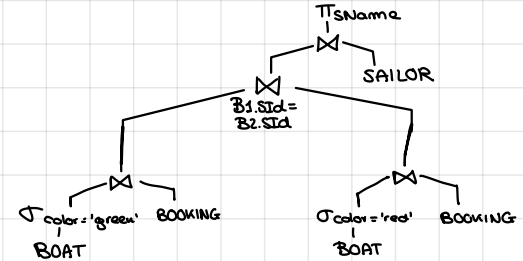 πSName
⋈
SAILOR
⋈
B1.SId=
B2.SId
⋈ ⋈
σcolor='green' BOOKING σcolor='red' BOOKING
BOAT BOAT